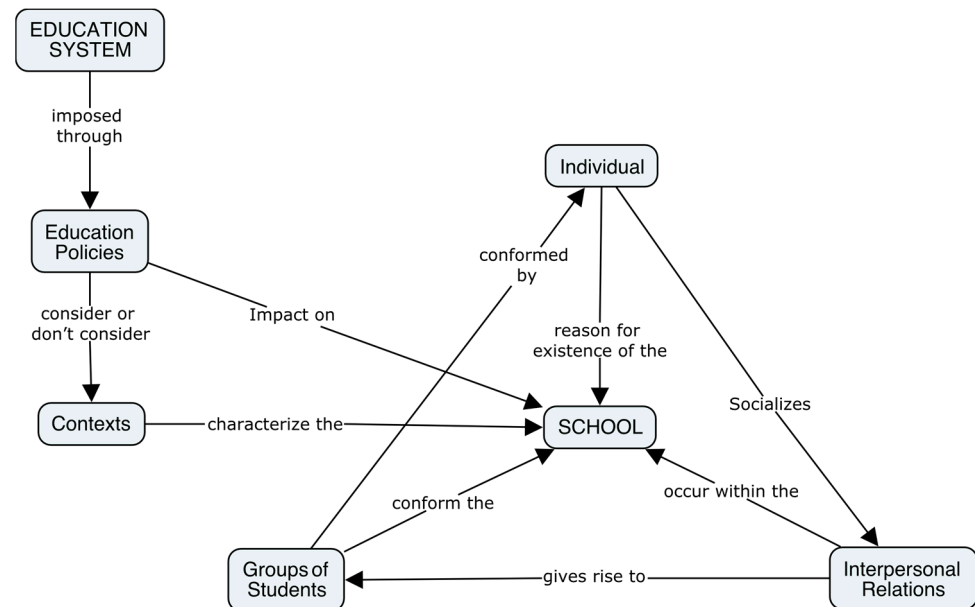 EDUCATION
SYSTEM
imposed
through
Individual
Education
Policies
conformed
by
consider or
don’t consider
Impact on
reason for
existence of the
Socializes
Contexts
characterize the
SCHOOL
conform the
occur within the
Groups of
Students
gives rise to
Interpersonal
Relations